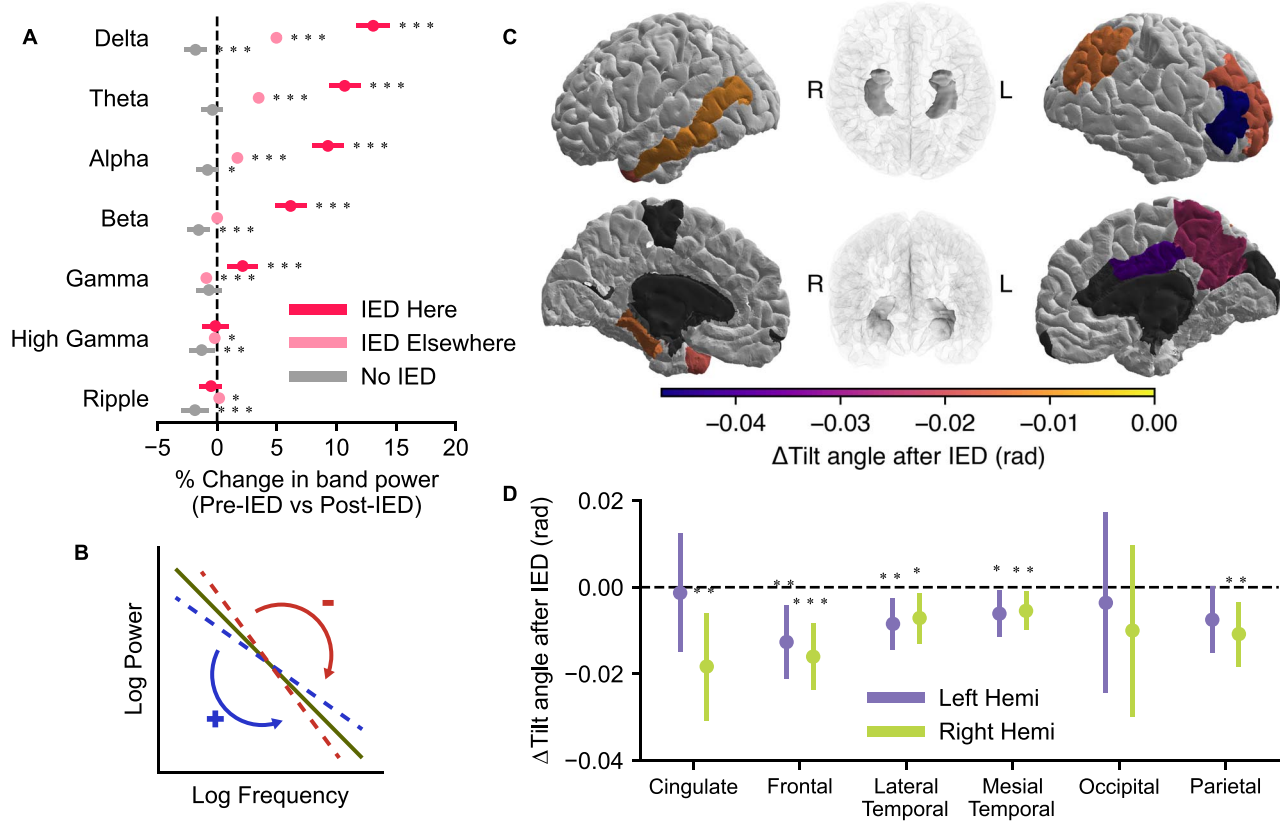 A
Delta
* * *
* * *
* * *
Theta
* * *
* * *
Alpha
* * *
* * *
*
Beta
* * *
* * *
Gamma
* * *
* * *
High Gamma
*
* *
Ripple
*
* * *
IED Here
IED Elsewhere
No IED
−5 0 5 10 15 20
% Change in band power
(Pre-IED vs Post-IED)
B
Log Power
+
-
Log Frequency
C
R L
R L
−0.04 −0.03 −0.02 −0.01 0.00
ΔTilt angle after IED (rad)
D
ΔTilt angle after IED (rad)
0.02
0.00
−0.02
−0.04
* *
* *
* * *
* *
*
*
* *
* *
Left Hemi
Right Hemi
Cingulate Frontal Lateral Mesial Occipital Parietal
Temporal Temporal